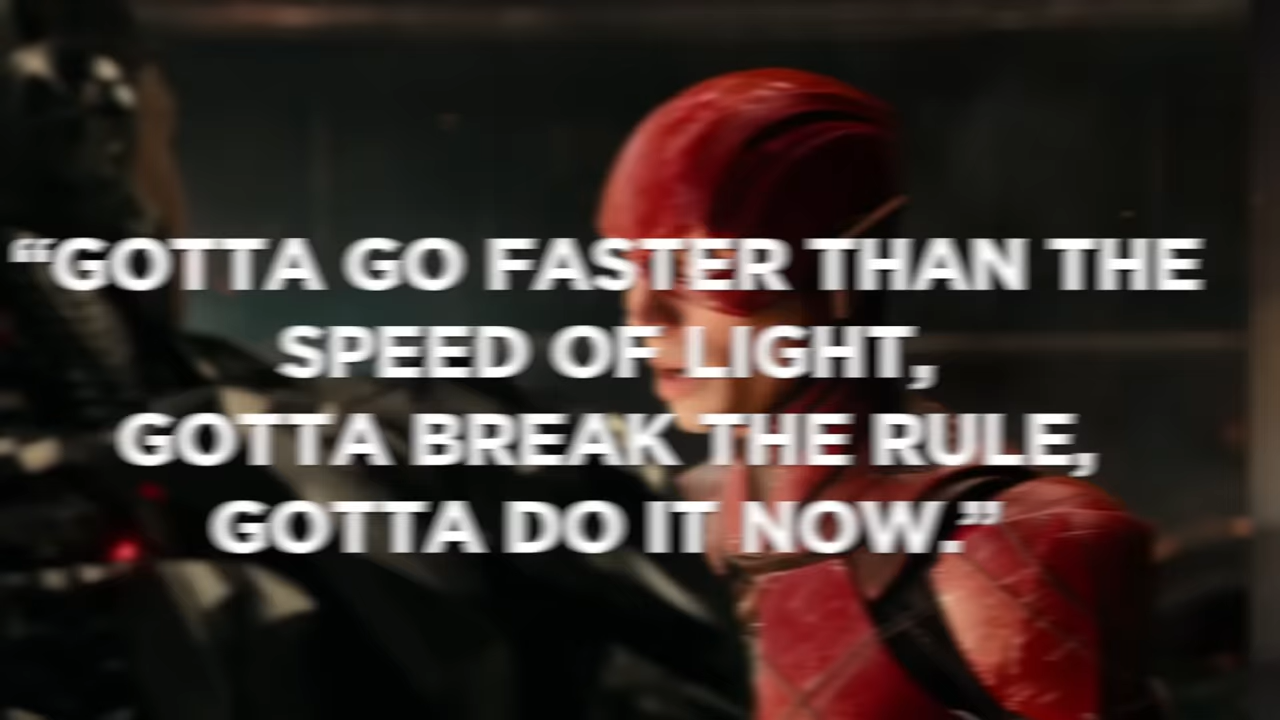 “GOTTA GO FASTER THAN THE
SPEED OF LIGHT,
GOTTA BREAK THE RULE,
GOTTA DO IT NOW.”